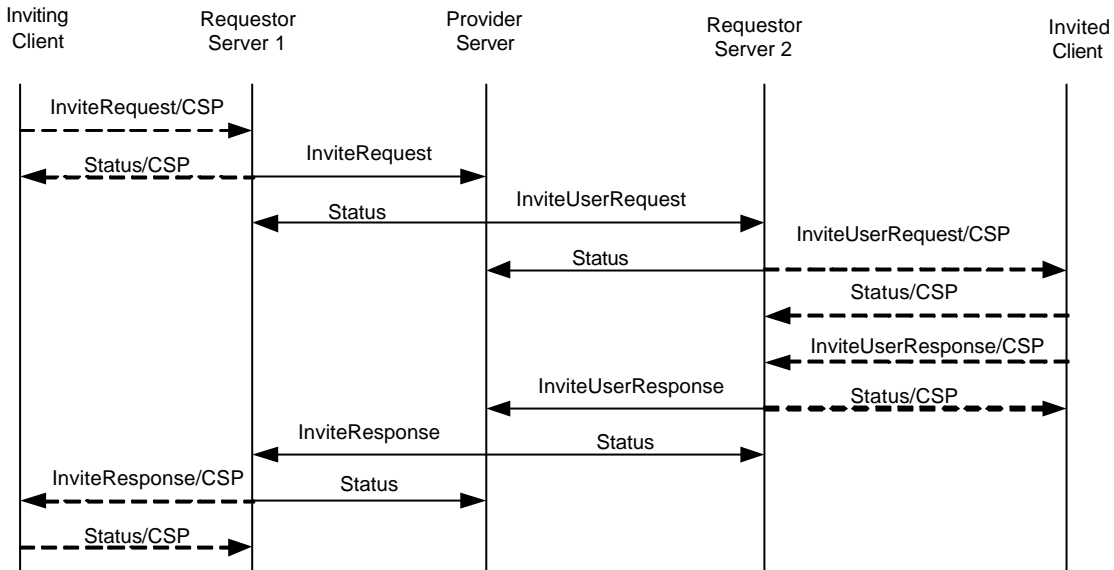 Inviting
Client
Requestor
Server 1
Provider
Server
Requestor
Server 2
Invited
Client
InviteRequest/CSP
Status/CSP
InviteRequest
Status
InviteUserRequest
Status
InviteUserRequest/CSP
Status/CSP
InviteUserResponse/CSP
InviteUserResponse
Status/CSP
InviteResponse
Status
InviteResponse/CSP
Status
Status/CSP